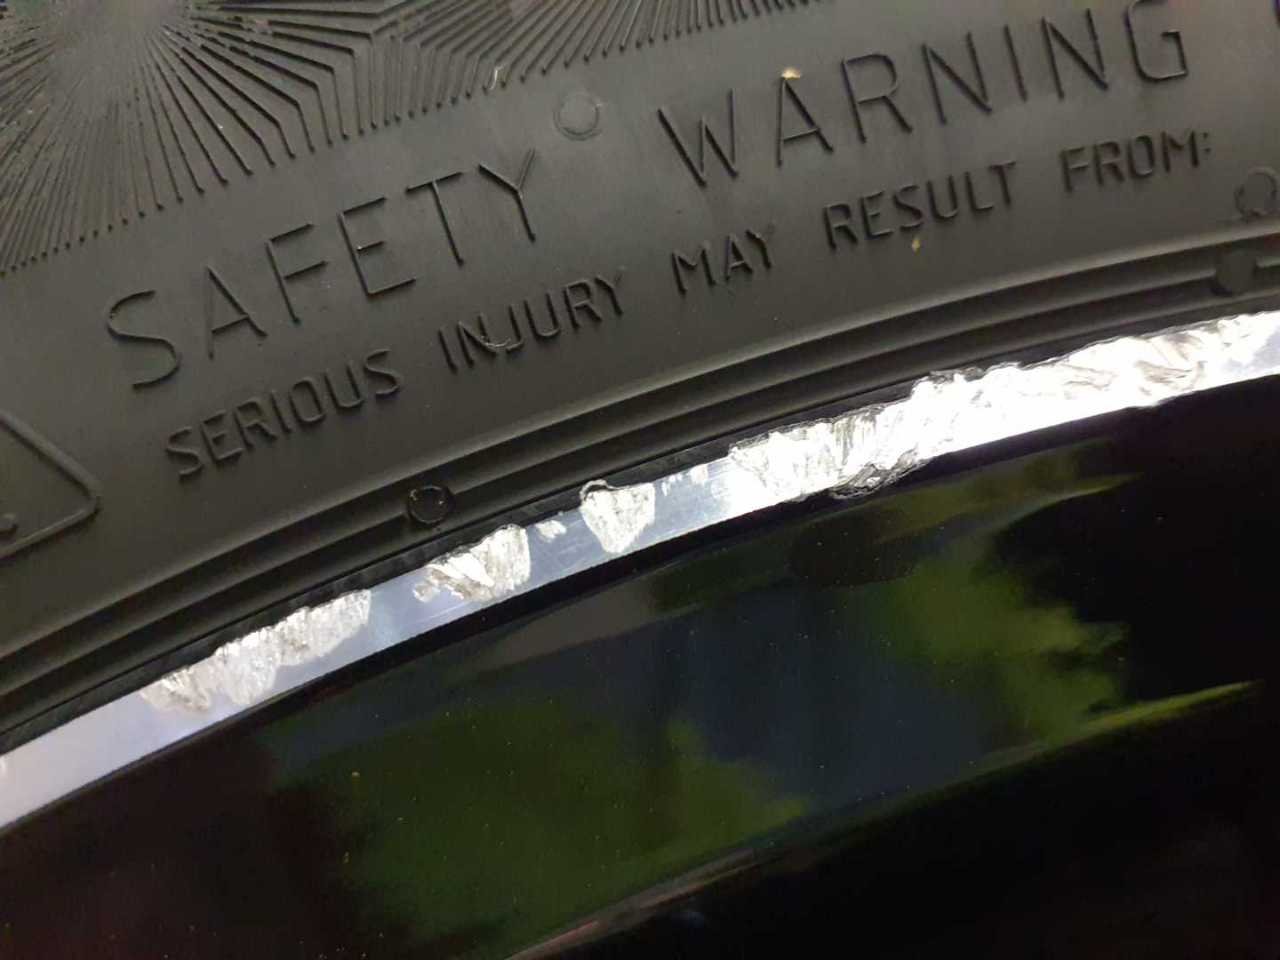 SAFETY WARNING
SERIOUS INJURY MAY RESULT FROM: